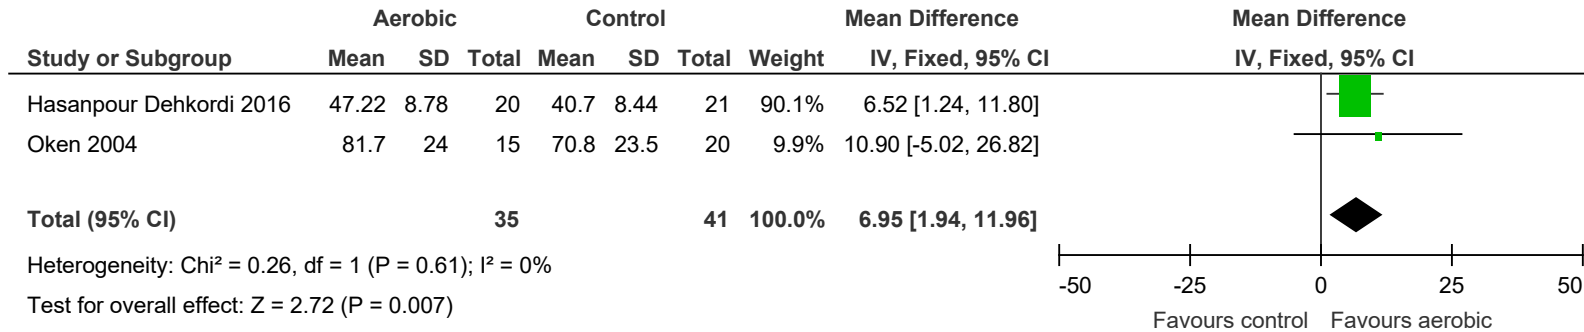 Aerobic Control Mean Difference Mean Difference
Study or Subgroup Mean SD Total Mean SD Total Weight IV, Fixed, 95% CI IV, Fixed, 95% CI
Hasanpour Dehkordi 2016 47.22 8.78 20 40.7 8.44 21 90.1% 6.52 [1.24, 11.80]
Oken 2004 81.7 24 15 70.8 23.5 20 9.9% 10.90 [-5.02, 26.82]
Total (95% CI) 35 41 100.0% 6.95 [1.94, 11.96]
Heterogeneity: Chi² = 0.26, df = 1 (P = 0.61); I² = 0%
Test for overall effect: Z = 2.72 (P = 0.007)
-50 -25 0 25 50
Favours control Favours aerobic